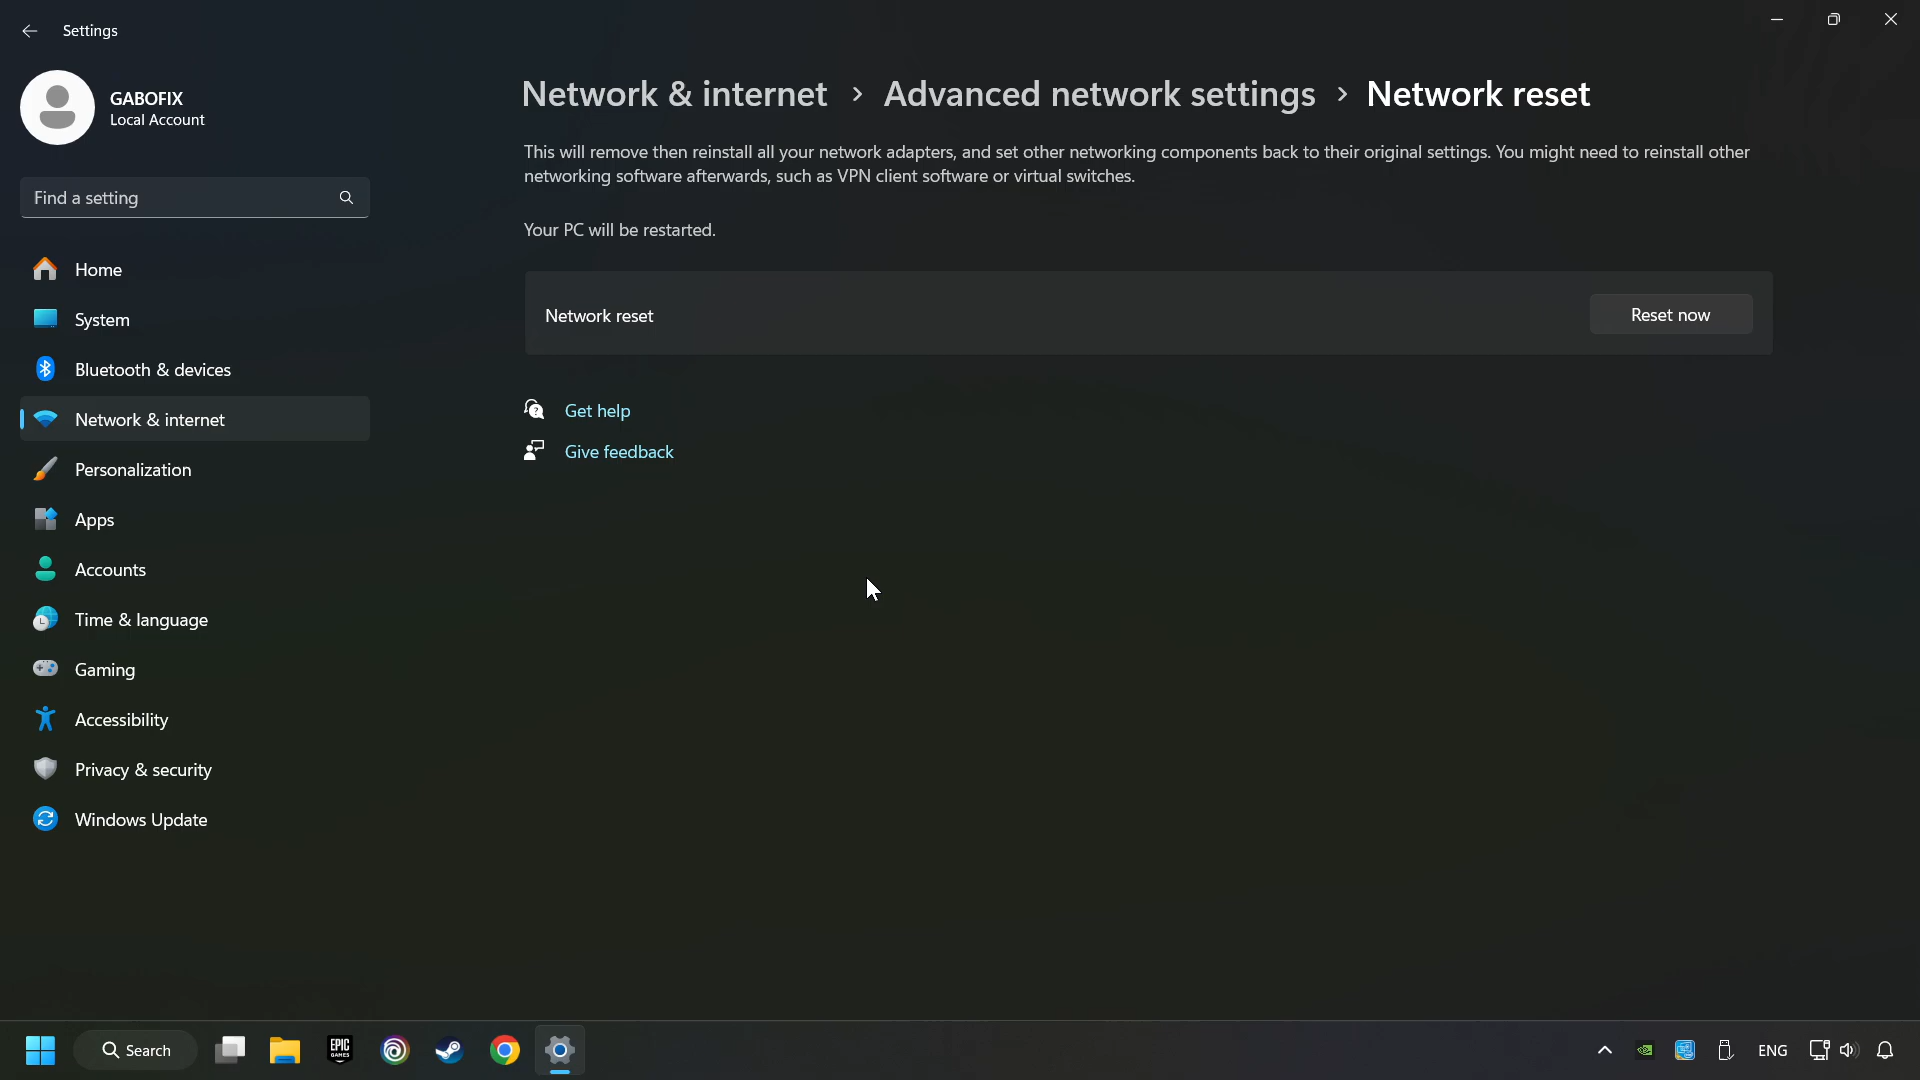 Settings
GABOFIX
Local Account
Find a setting
Home
System
Bluetooth & devices
Network & internet
Personalization
Apps
Accounts
Time & language
Gaming
Accessibility
Privacy & security
Windows Update
Network & internet > Advanced network settings > Network reset
This will remove then reinstall all your network adapters, and set other networking components back to their original settings. You might need to reinstall other
networking software afterwards, such as VPN client software or virtual switches.
Your PC will be restarted.
Network reset
Reset now
Get help
Give feedback
Search
EPIC
GAMES
ENG